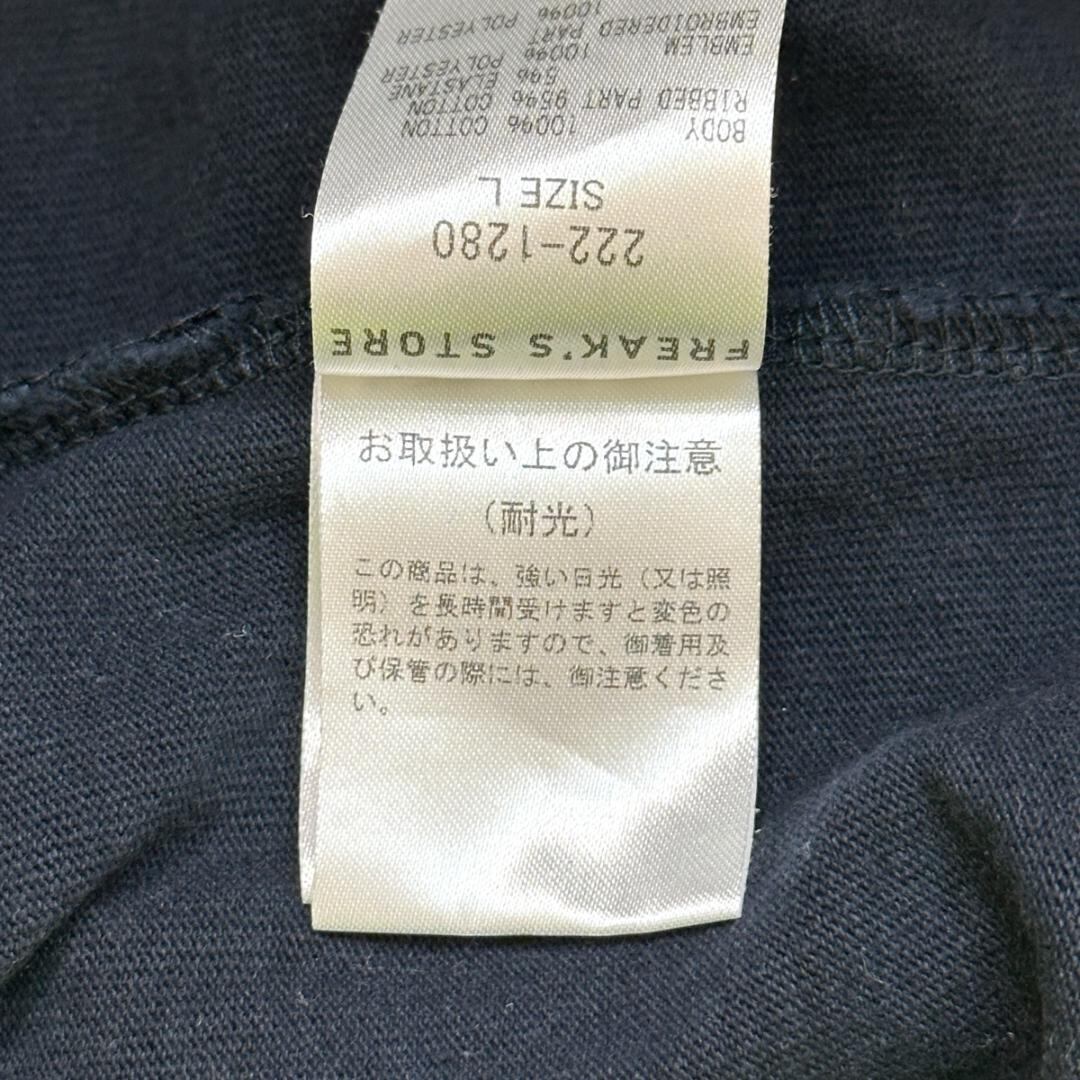 FREAK'S STORE
222-1280
SIZE L
BODY 100% COTTON
RIBBED PART 95% COTTON
5% ELASTANE
EMBLEM 100% POLYESTER
EMBROIDERED PART
100% POLYESTER
お取扱い上の御注意
(耐光)
この商品は、強い日光(又は照
明)を長時間受けますと変色の
恐れがありますので、御着用及
び保管の際には、御注意くださ
い。